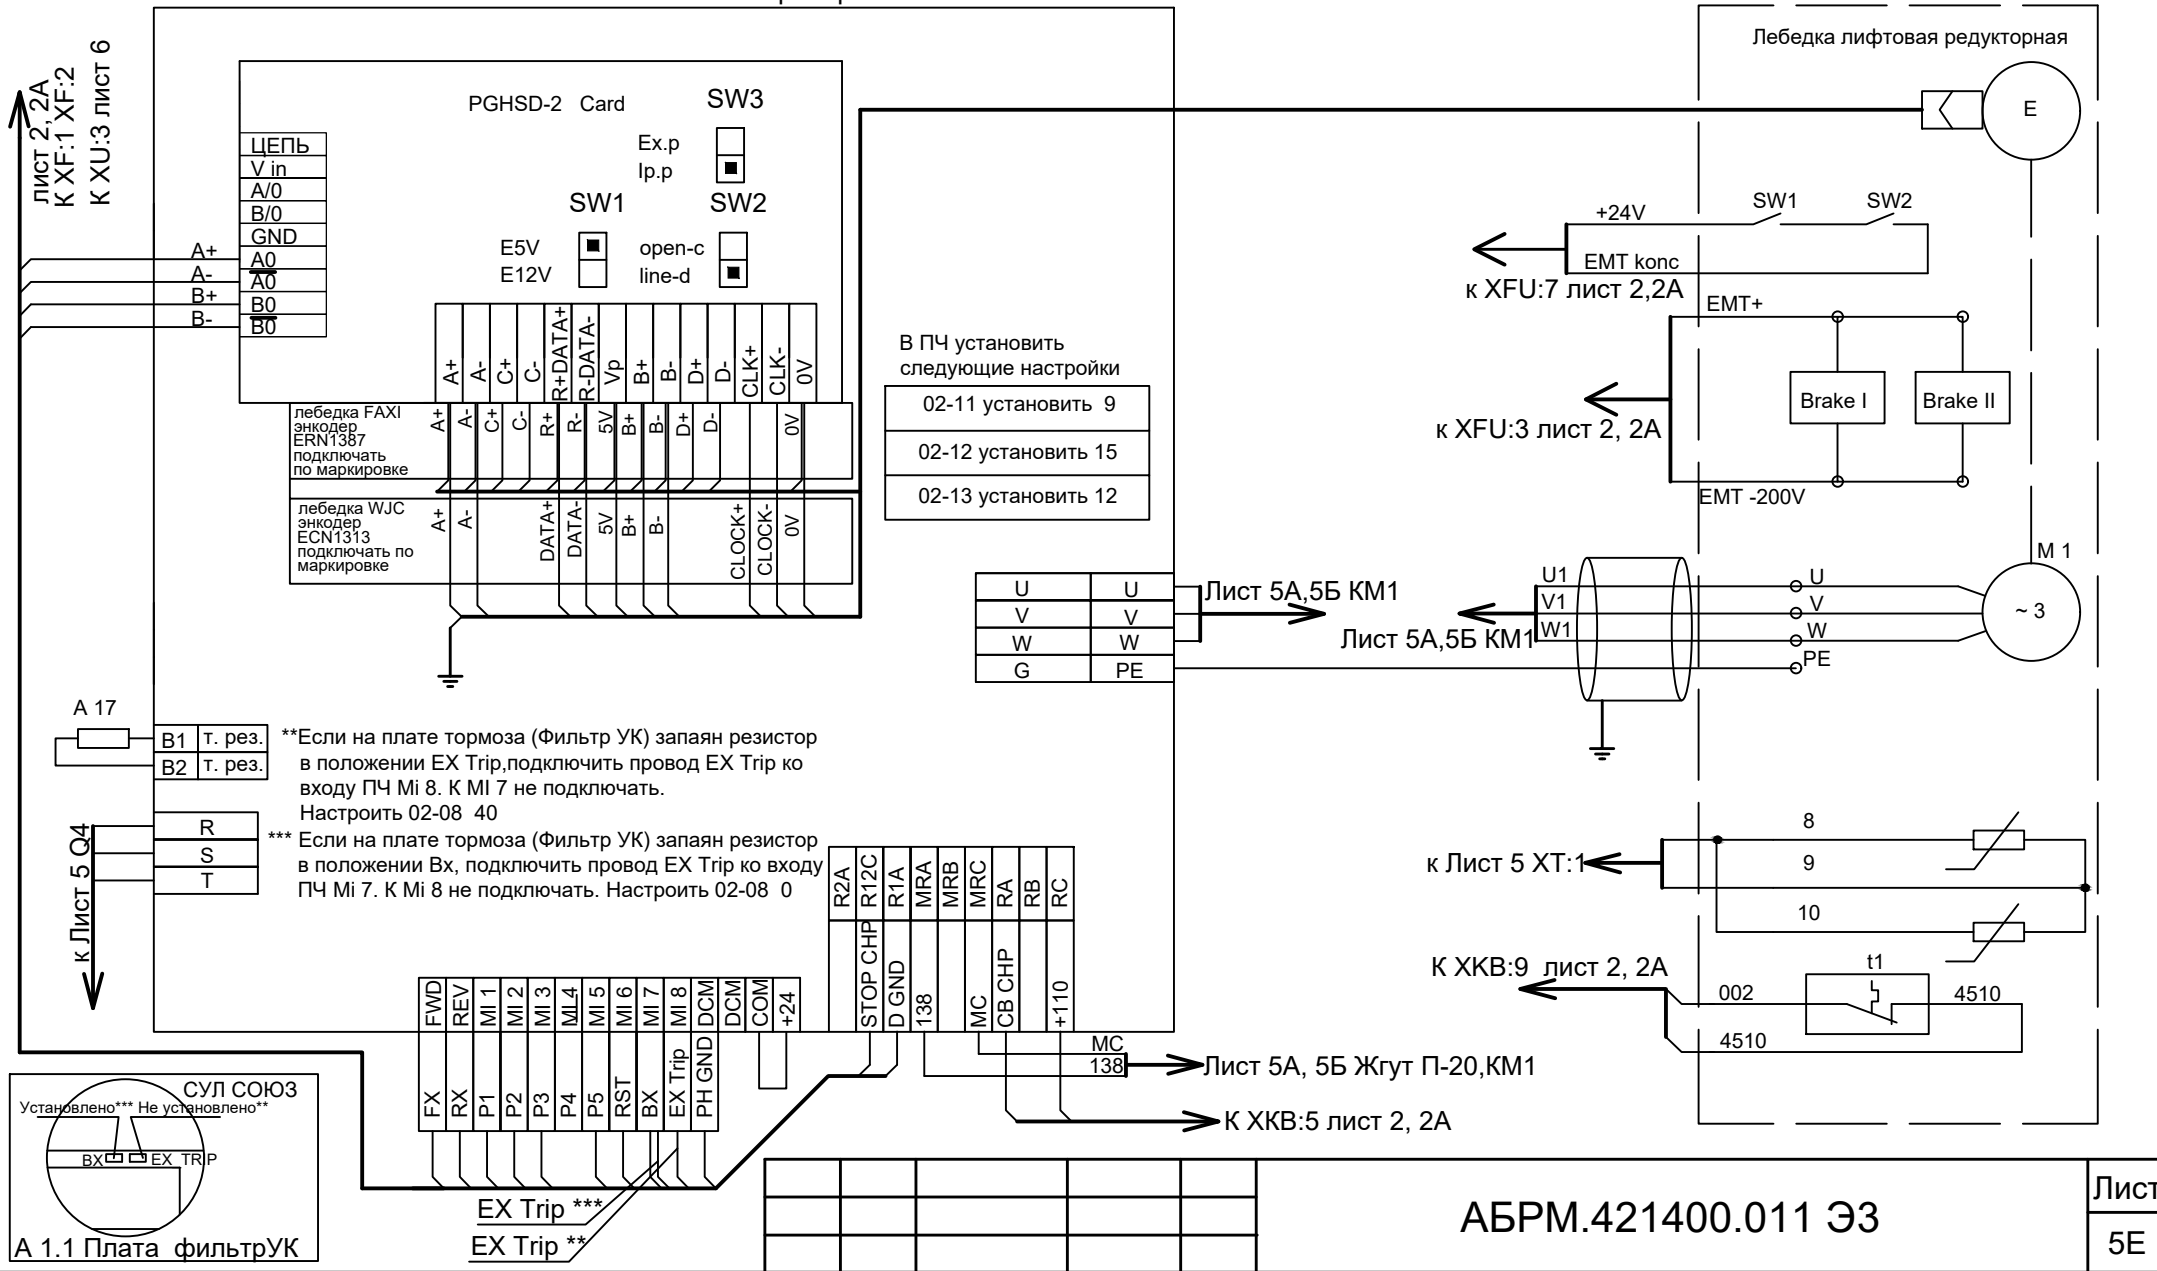 лист 2, 2А
К XF:1 XF:2
К XU:3 лист 6
PGHSD-2 Card
SW3
Ex.p
Ip.p
SW1
SW2
E5V
E12V
open-c
line-d
ЦЕПЬ
V in
A/0
B/0
GND
A0
A0
B0
B0
A+
A-
B+
B-
A+
A-
C+
C-
R+DATA+
R-DATA-
Vp
B+
B-
D+
D-
CLK+
CLK-
0V
лебедка FAXI
энкодер
ERN1387
подключать
по маркировке
A+
A-
C+
C-
R+
R-
5V
B+
B-
D+
D-
0V
лебедка WJC
энкодер
ECN1313
подключать по
маркировке
A+
A-
DATA+
DATA-
5V
B+
B-
CLOCK+
CLOCK-
0V
В ПЧ установить
следующие настройки
02-11 установить 9
02-12 установить 15
02-13 установить 12
U U
V V
W W
G PE
Лист 5А,5Б КМ1
Лист 5А,5Б КМ1
Лебедка лифтовая редукторная
E
+24V
SW1
SW2
EMT konc
к XFU:7 лист 2,2А
EMT+
Brake I
Brake II
к XFU:3 лист 2, 2А
EMT -200V
M 1
U1
V1
W1
U
V
W
PE
~ 3
8
9
10
к Лист 5 ХТ:1
К ХКВ:9 лист 2, 2А
t1
002
4510
4510
А 17
B1 т. рез.
B2 т. рез.
R
S
T
к Лист 5 Q4
**Если на плате тормоза (Фильтр УК) запаян резистор
в положении EX Trip,подключить провод EX Trip ко
входу ПЧ Mi 8. К MI 7 не подключать.
Настроить 02-08 40
*** Если на плате тормоза (Фильтр УК) запаян резистор
в положении Вх, подключить провод EX Trip ко входу
ПЧ Mi 7. К Mi 8 не подключать. Настроить 02-08 0
R2A
R12C
R1A
MRA
MRB
MRC
RA
RB
RC
STOP CHP
D GND
138
MC
CB CHP
+110
FWD
REV
MI 1
MI 2
MI 3
MI 4
MI 5
MI 6
MI 7
MI 8
DCM
DCM
COM
+24
FX
RX
P1
P2
P3
P4
P5
RST
BX
EX Trip
PH GND
MC
138
Лист 5А, 5Б Жгут П-20,КМ1
К ХКВ:5 лист 2, 2А
EX Trip ***
EX Trip **
СУЛ СОЮЗ
Установлено*** Не установлено**
BX
EX TRIP
А 1.1 Плата фильтрУК
АБРМ.421400.011 Э3
Лист
5Е